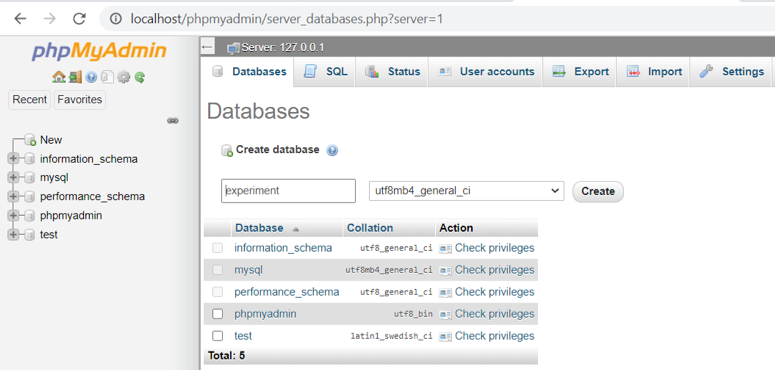 localhost/phpmyadmin/server_databases.php?server=1
phpMyAdmin
Recent Favorites
New
information_schema
mysql
performance_schema
phpmyadmin
test
Server: 127.0.0.1
Databases SQL Status User accounts Export Import Settings
Databases
Create database
experiment utf8mb4_general_ci Create
Database Collation Action
information_schema utf8_general_ci Check privileges
mysql utf8mb4_general_ci Check privileges
performance_schema utf8_general_ci Check privileges
phpmyadmin utf8_bin Check privileges
test latin1_swedish_ci Check privileges
Total: 5